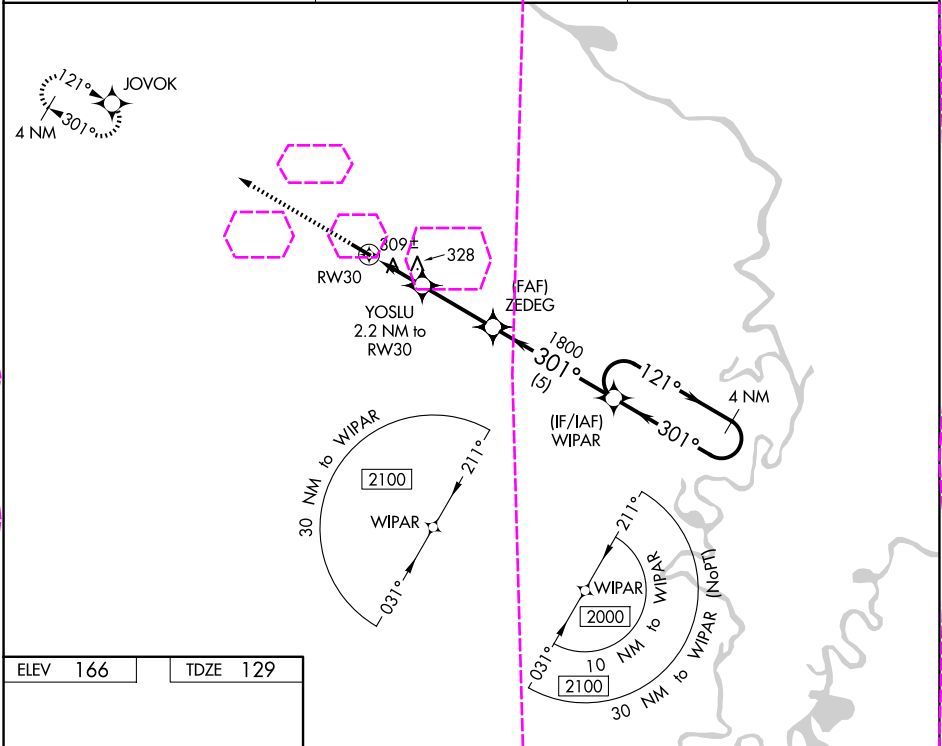 121°
JOVOK
4 NM
301°
309±
328
RW30
(FAF)
ZEDEG
YOSLU
2.2 NM to
RW30
1800
301°
(5)
121°
4 NM
(IF/IAF)
WIPAR
301°
30 NM to WIPAR
2100
211°
WIPAR
031°
211°
WIPAR
2000
10 NM to WIPAR
031°
2100
30 NM to WIPAR (NoPT)
ELEV 166
TDZE 129